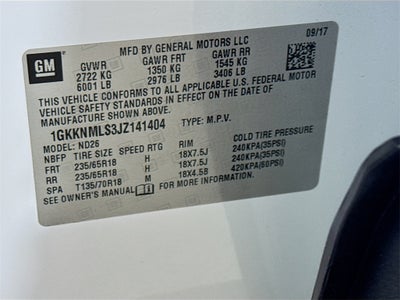 GM
MFD BY GENERAL MOTORS LLC 09/17
GVWR GAWR FRT GAWR RR
2722 KG 1350 KG 1545 KG
6001 LB 2976 LB 3406 LB
THIS VEHICLE CONFORMS TO ALL APPLICABLE U.S. FEDERAL MOTOR
VEHICLE SAFETY STANDARDS IN EFFECT ON THE DATE OF
MANUFACTURE SHOWN ABOVE.
1GKKNMLS3JZ141404 TYPE: M.P.V.
MODEL: ND26
NBFP TIRE SIZE SPEED RTG RIM COLD TIRE PRESSURE
FRT 235/65R18 H 18X7.5J 240KPA(35PSI)
RR 235/65R18 H 18X7.5J 240KPA(35PSI)
SPA T135/70R18 M 18X4.5B 420KPA(60PSI)
SEE OWNER'S MANUAL FOR ADDITIONAL INFORMATION.